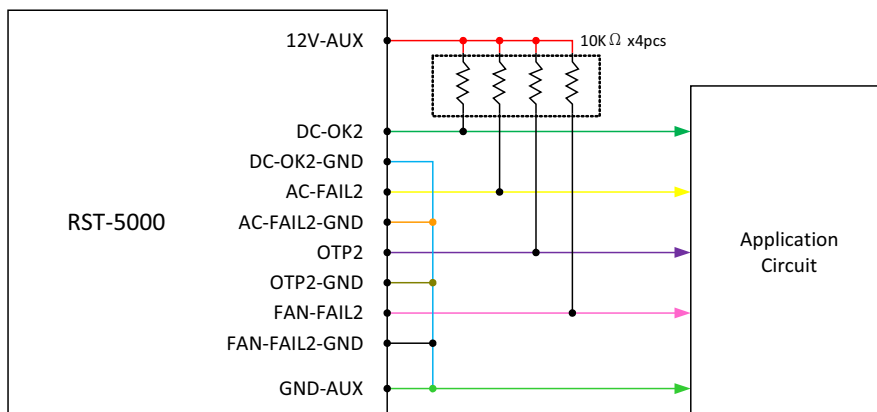 12V-AUX
10KΩ x4pcs
DC-OK2
DC-OK2-GND
AC-FAIL2
RST-5000
AC-FAIL2-GND
OTP2
OTP2-GND
FAN-FAIL2
FAN-FAIL2-GND
GND-AUX
Application
Circuit